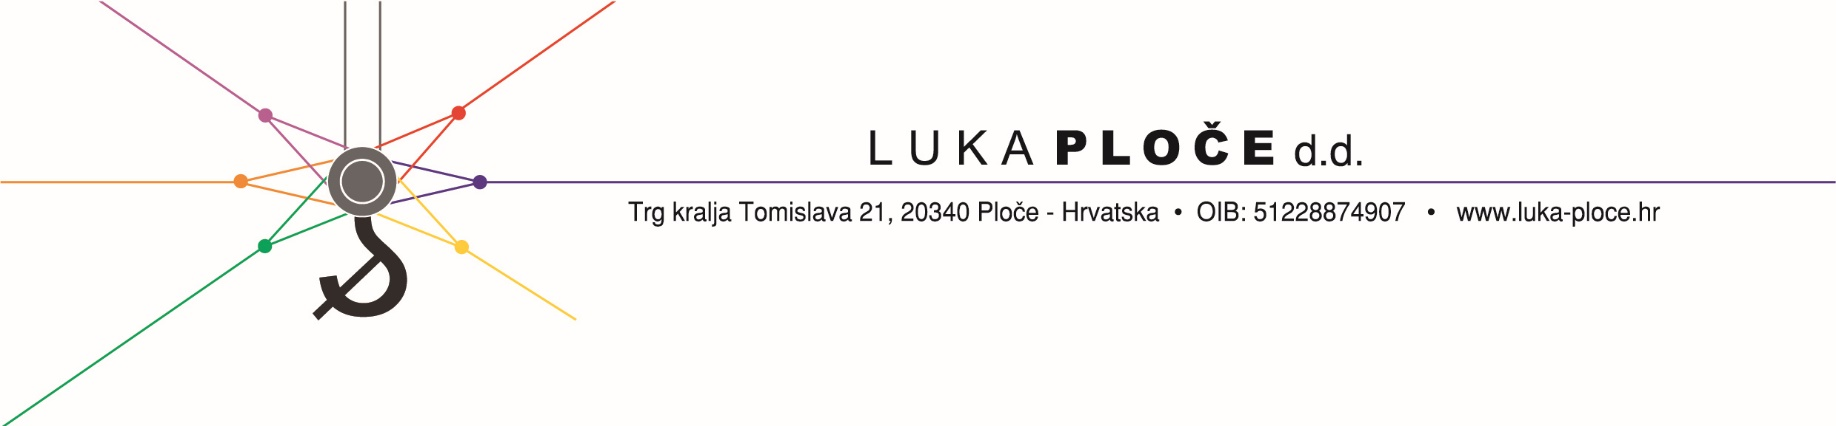 LUKA PLOČE d.d.
Trg kralja Tomislava 21, 20340 Ploče - Hrvatska • OIB: 51228874907 • www.luka-ploce.hr